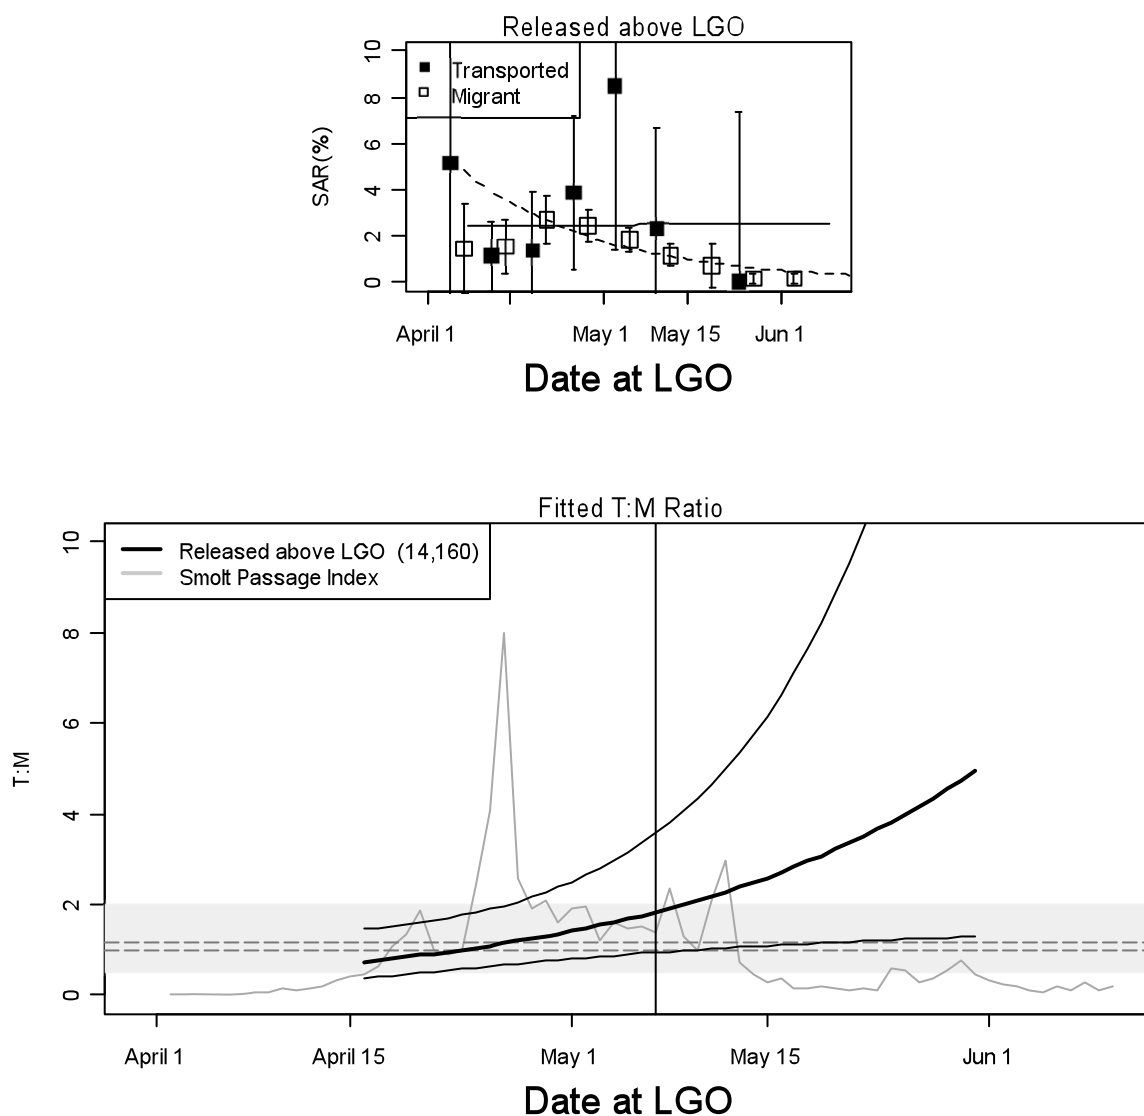 Released above LGO
10
8
6
4
2
0
SAR(%)
Transported
Migrant
April 1
May 1
May 15
Jun 1
Date at LGO
Fitted T:M Ratio
10
8
6
4
2
0
T:M
Released above LGO (14,160)
Smolt Passage Index
April 1
April 15
May 1
May 15
Jun 1
Date at LGO